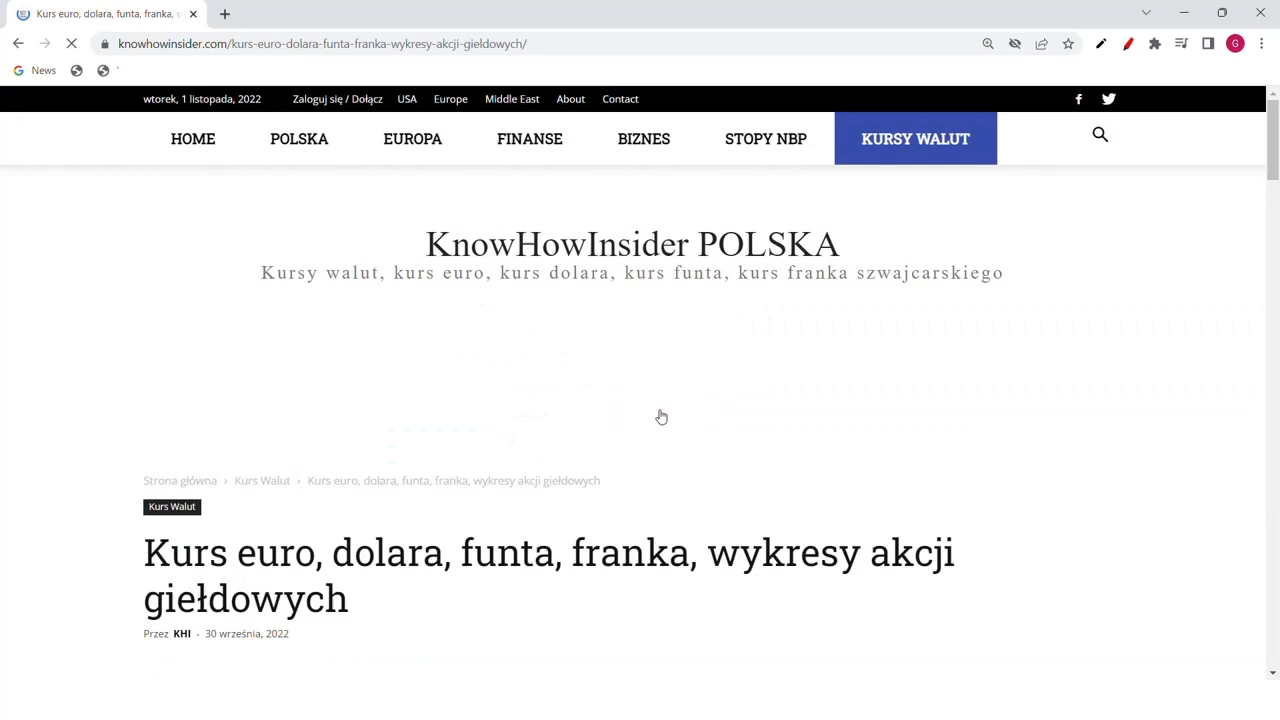 Kurs euro, dolara, funta, franka, w
knowhowinsider.com/kurs-euro-dolara-funta-franka-wykresy-akcji-gieldowych/
G
News
wtorek, 1 listopada, 2022 Zaloguj się / Dołącz USA Europe Middle East About Contact
HOME POLSKA EUROPA FINANSE BIZNES STOPY NBP KURSY WALUT
KnowHowInsider POLSKA
Kursy walut, kurs euro, kurs dolara, kurs funta, kurs franka szwajcarskiego
Strona główna › Kurs Walut › Kurs euro, dolara, funta, franka, wykresy akcji giełdowych
Kurs Walut
Kurs euro, dolara, funta, franka, wykresy akcji
giełdowych
Przez KHI - 30 września, 2022